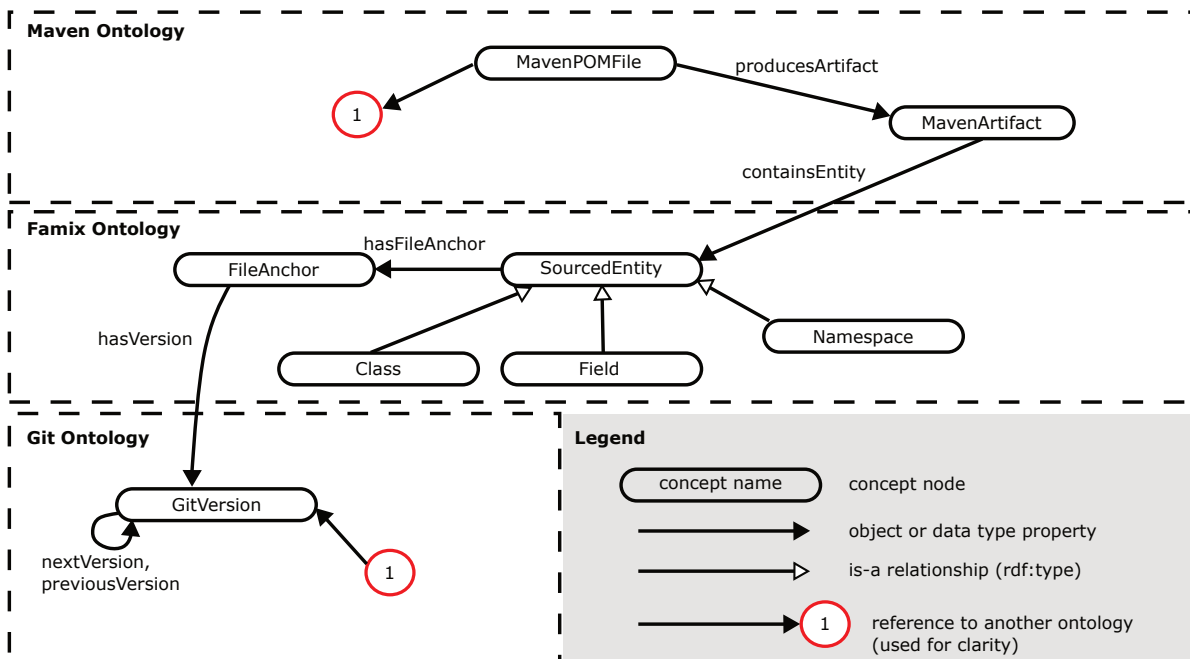 Maven Ontology
MavenPOMFile
producesArtifact
1
MavenArtifact
containsEntity
Famix Ontology
hasFileAnchor
FileAnchor
SourcedEntity
hasVersion
Namespace
Class
Field
Git Ontology
GitVersion
nextVersion,
previousVersion
1
Legend
concept name
concept node
object or data type property
is-a relationship (rdf:type)
1
reference to another ontology
(used for clarity)